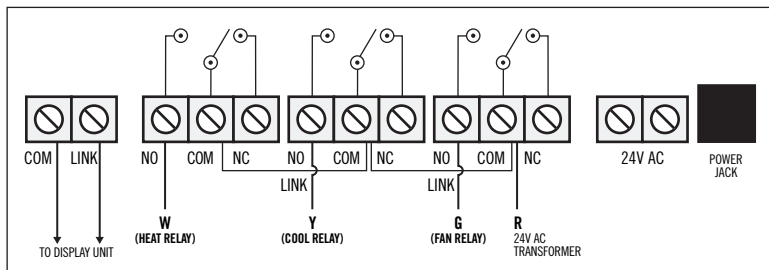 COM LINK
NO COM NC
NO COM NC
NO COM NC
24V AC
POWER
JACK
LINK
LINK
TO DISPLAY UNIT
W
(HEAT RELAY)
Y
(COOL RELAY)
G
(FAN RELAY)
R
24V AC
TRANSFORMER